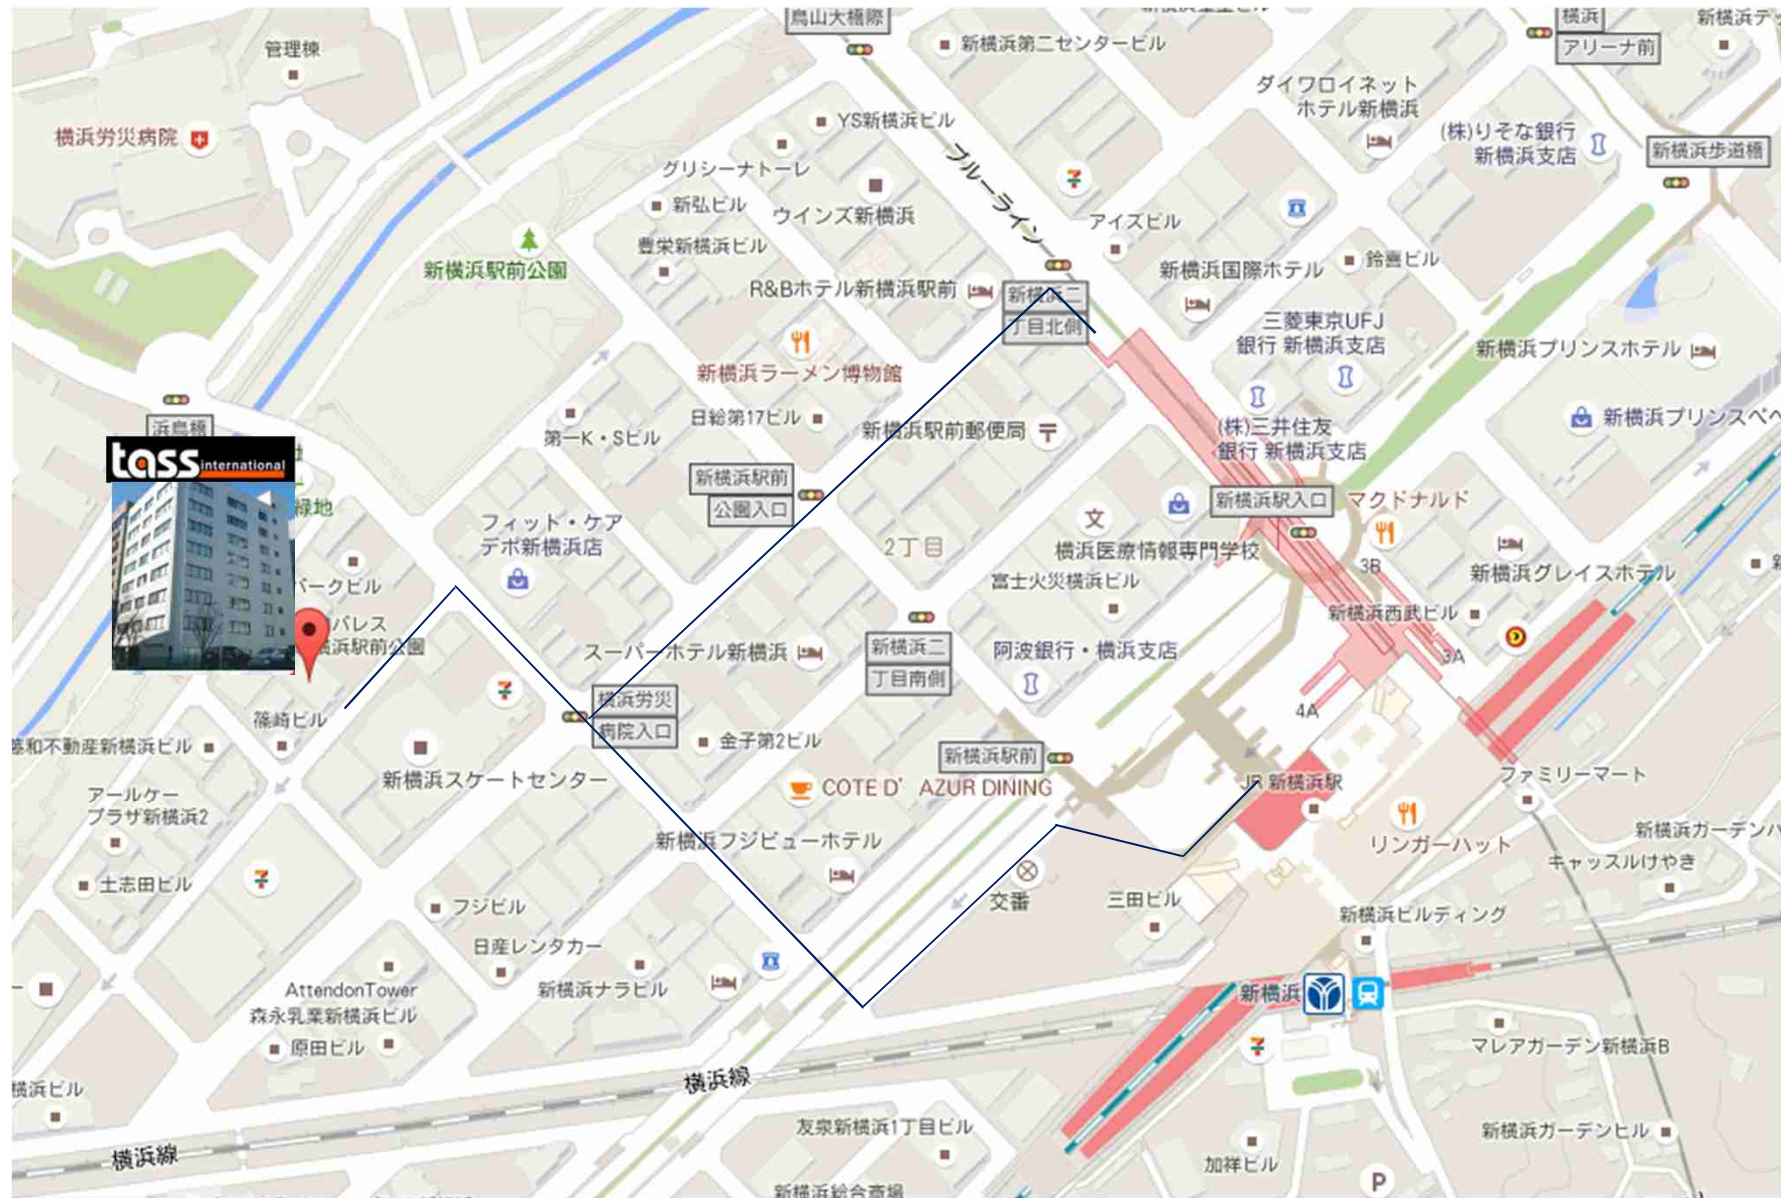 鳥山大橋際
横浜
アリーナ前
管理棟
新横浜第二センタービル
ダイワロイネット
ホテル新横浜
横浜労災病院
YS新横浜ビル
(株)りそな銀行
新横浜支店
新横浜歩道橋
グリシーナトーレ
ブルーライン
新弘ビル
ウインズ新横浜
アイズビル
豊栄新横浜ビル
新横浜駅前公園
新横浜国際ホテル
鈴喜ビル
R&Bホテル新横浜駅前
新横浜二
丁目北側
三菱東京UFJ
銀行 新横浜支店
新横浜プリンスホテル
新横浜ラーメン博物館
日総第17ビル
新横浜駅前郵便局
(株)三井住友
銀行 新横浜支店
新横浜プリンスペペ
浜鳥橋
第一K・Sビル
tass international
新横浜駅前
公園入口
新横浜駅入口
マクドナルド
緑地
フィット・ケア
デポ新横浜店
文
2丁目
横浜医療情報専門学校
3B
新横浜グレイスホテル
パークビル
富士火災横浜ビル
新横浜西武ビル
パレス
横浜駅前公園
スーパーホテル新横浜
新横浜二
丁目南側
阿波銀行・横浜支店
3A
横浜労災
病院入口
4A
篠崎ビル
基和不動産新横浜ビル
金子第2ビル
新横浜駅前
新横浜スケートセンター
COTE D' AZUR DINING
JR 新横浜駅
ファミリーマート
アールケー
プラザ新横浜2
新横浜フジビューホテル
リンガーハット
新横浜ガーデンハ
キャッスルけやき
土志田ビル
交番
三田ビル
新横浜ビルディング
フジビル
日産レンタカー
AttendonTower
新横浜ナラビル
新横浜
森永乳業新横浜ビル
原田ビル
マレアガーデン新横浜B
横浜線
横浜ビル
友泉新横浜1丁目ビル
新横浜ガーデンヒル
横浜線
加祥ビル
P
新横浜総合斎場